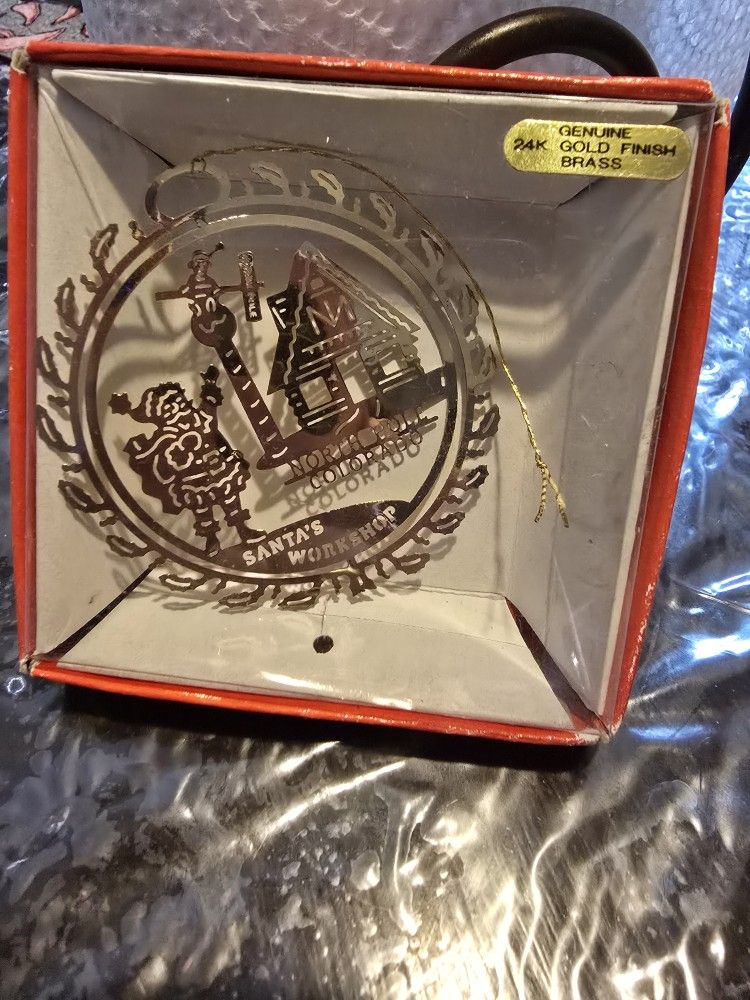 GENUINE
24K GOLD FINISH
BRASS
NORTH POLE
COLORADO
SANTA'S
WORKSHOP